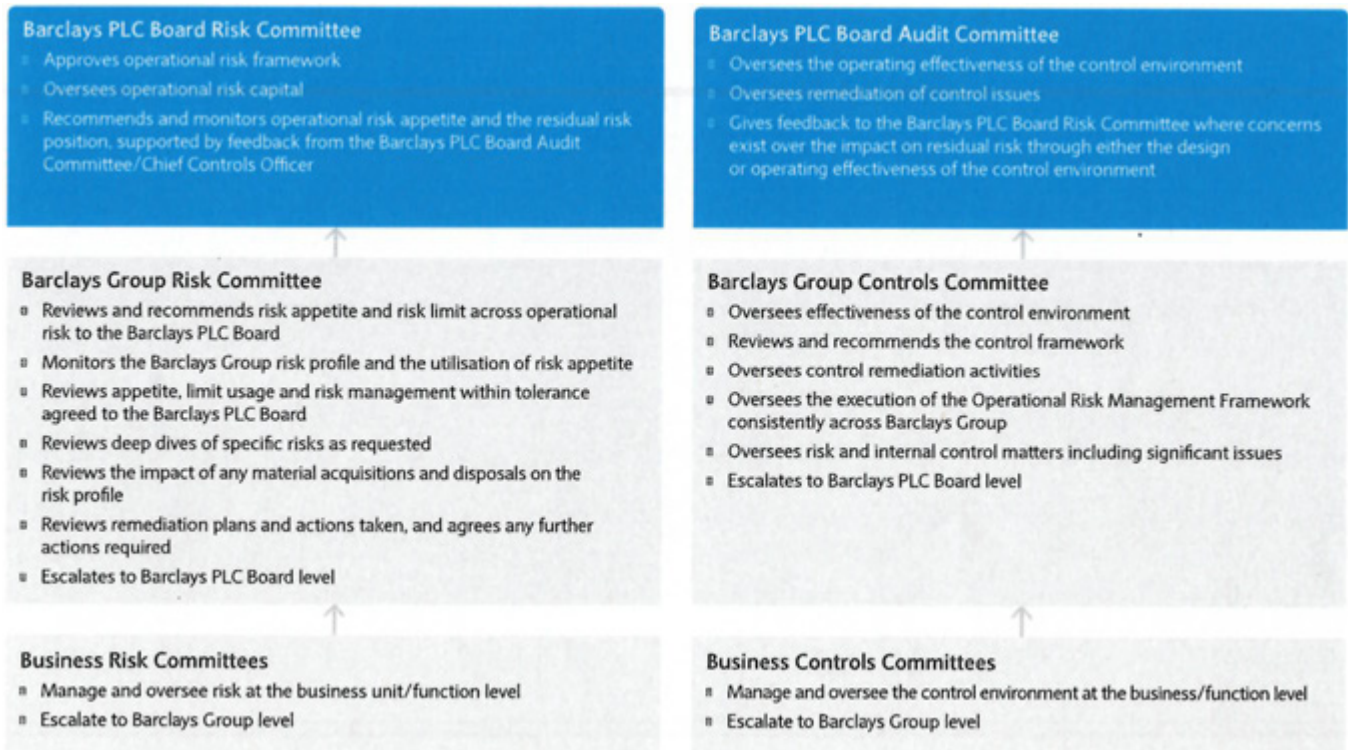 Barclays PLC Board Risk Committee
Approves operational risk framework
Oversees operational risk capital
Recommends and monitors operational risk appetite and the residual risk
position, supported by feedback from the Barclays PLC Board Audit
Committee/Chief Controls Officer
Barclays PLC Board Audit Committee
Oversees the operating effectiveness of the control environment
Oversees remediation of control issues
Gives feedback to the Barclays PLC Board Risk Committee where concerns
exist over the impact on residual risk through either the design
or operating effectiveness of the control environment
Barclays Group Risk Committee
Reviews and recommends risk appetite and risk limit across operational
risk to the Barclays PLC Board
Monitors the Barclays Group risk profile and the utilisation of risk appetite
Reviews appetite, limit usage and risk management within tolerance
agreed to the Barclays PLC Board
Reviews deep dives of specific risks as requested
Reviews the impact of any material acquisitions and disposals on the
risk profile
Reviews remediation plans and actions taken, and agrees any further
actions required
Escalates to Barclays PLC Board level
Barclays Group Controls Committee
Oversees effectiveness of the control environment
Reviews and recommends the control framework
Oversees control remediation activities
Oversees the execution of the Operational Risk Management Framework
consistently across Barclays Group
Oversees risk and internal control matters including significant issues
Escalates to Barclays PLC Board level
Business Risk Committees
Manage and oversee risk at the business unit/function level
Escalate to Barclays Group level
Business Controls Committees
Manage and oversee the control environment at the business/function level
Escalate to Barclays Group level